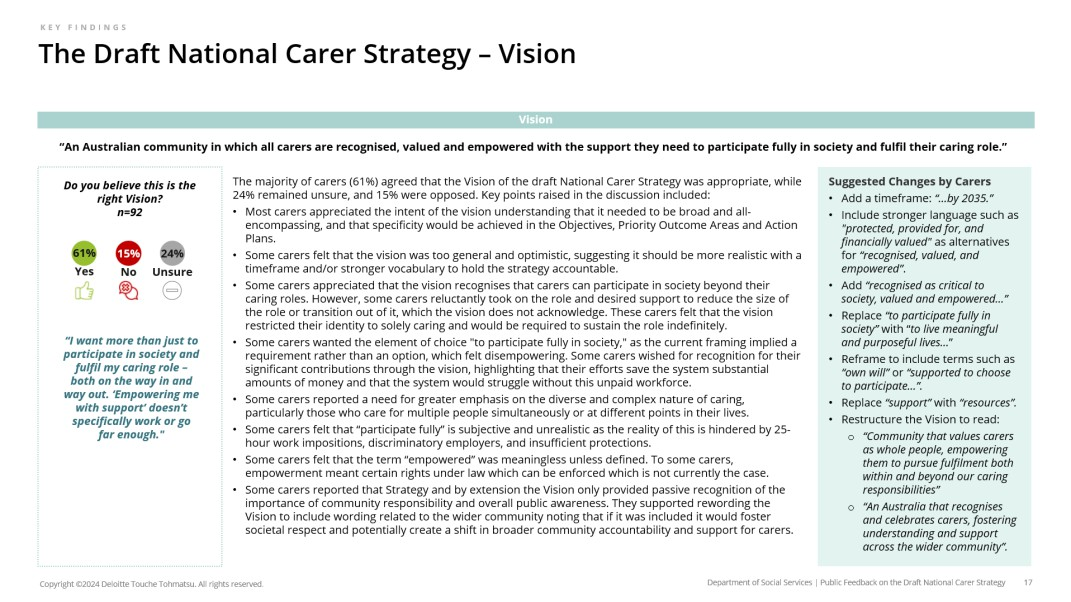 KEY FINDINGS
The Draft National Carer Strategy – Vision
Vision
“An Australian community in which all carers are recognised, valued and empowered with the support they need to participate fully in society and fulfil their caring role.”
Do you believe this is the
right Vision?
n=92
61%
15%
24%
Yes
No
Unsure
“I want more than just to
participate in society and
fulfil my caring role –
both on the way in and
way out. ‘Empowering me
with support’ doesn’t
specifically work or go
far enough."
The majority of carers (61%) agreed that the Vision of the draft National Carer Strategy was appropriate, while
24% remained unsure, and 15% were opposed. Key points raised in the discussion included:
• Most carers appreciated the intent of the vision understanding that it needed to be broad and all-
encompassing, and that specificity would be achieved in the Objectives, Priority Outcome Areas and Action
Plans.
• Some carers felt that the vision was too general and optimistic, suggesting it should be more realistic with a
timeframe and/or stronger vocabulary to hold the strategy accountable.
• Some carers appreciated that the vision recognises that carers can participate in society beyond their
caring roles. However, some carers reluctantly took on the role and desired support to reduce the size of
the role or transition out of it, which the vision does not acknowledge. These carers felt that the vision
restricted their identity to solely caring and would be required to sustain the role indefinitely.
• Some carers wanted the element of choice "to participate fully in society," as the current framing implied a
requirement rather than an option, which felt disempowering. Some carers wished for recognition for their
significant contributions through the vision, highlighting that their efforts save the system substantial
amounts of money and that the system would struggle without this unpaid workforce.
• Some carers reported a need for greater emphasis on the diverse and complex nature of caring,
particularly those who care for multiple people simultaneously or at different points in their lives.
• Some carers felt that “participate fully” is subjective and unrealistic as the reality of this is hindered by 25-
hour work impositions, discriminatory employers, and insufficient protections.
• Some carers felt that the term “empowered” was meaningless unless defined. To some carers,
empowerment meant certain rights under law which can be enforced which is not currently the case.
• Some carers reported that Strategy and by extension the Vision only provided passive recognition of the
importance of community responsibility and overall public awareness. They supported rewording the
Vision to include wording related to the wider community noting that if it was included it would foster
societal respect and potentially create a shift in broader community accountability and support for carers.
Suggested Changes by Carers
• Add a timeframe: “…by 2035.”
• Include stronger language such as
"protected, provided for, and
financially valued" as alternatives
for “recognised, valued, and
empowered”.
• Add “recognised as critical to
society, valued and empowered…”
• Replace “to participate fully in
society” with “to live meaningful
and purposeful lives…”
• Reframe to include terms such as
“own will” or “supported to choose
to participate…”.
• Replace “support” with “resources”.
• Restructure the Vision to read:
o “Community that values carers
as whole people, empowering
them to pursue fulfilment both
within and beyond our caring
responsibilities”
o “An Australia that recognises
and celebrates carers, fostering
understanding and support
across the wider community”.
Copyright ©2024 Deloitte Touche Tohmatsu. All rights reserved.
Department of Social Services | Public Feedback on the Draft National Carer Strategy 17